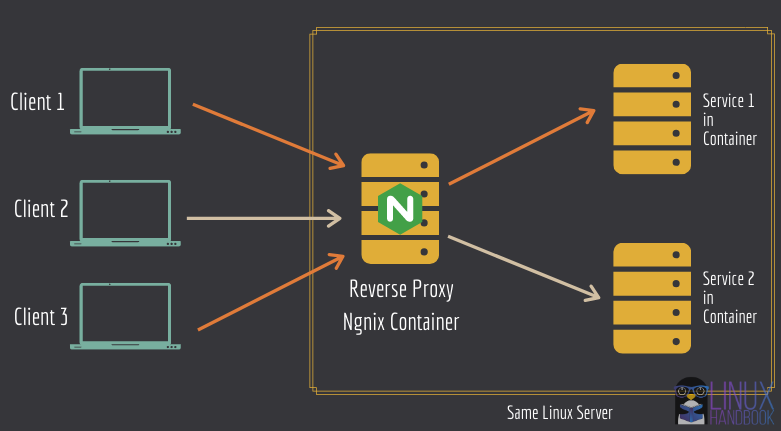 Client 1
Client 2
Client 3
N
Reverse Proxy
Ngnix Container
Service 1
in
Container
Service 2
in
Container
Same Linux Server
LINUX
HANDBOOK